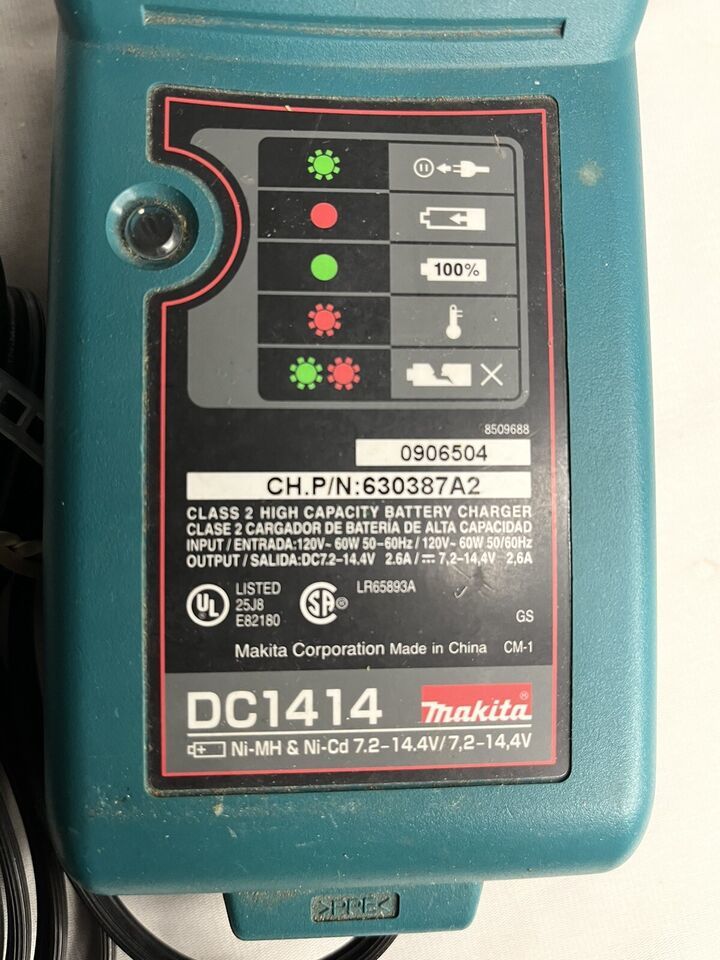 100%
8509688
0906504
CH.P/N:630387A2
CLASS 2 HIGH CAPACITY BATTERY CHARGER
CLASE 2 CARGADOR DE BATERIA DE ALTA CAPACIDAD
INPUT / ENTRADA:120V~ 60W 50-60Hz / 120V~ 60W 50/60Hz
OUTPUT / SALIDA:DC7.2-14.4V 2.6A / ⎓ 7,2-14,4V 2,6A
UL LISTED
25J8
E82180
SA ® LR65893A
GS
Makita Corporation Made in China CM-1
DC1414 makita ®
Ni-MH & Ni-Cd 7.2-14.4V/7,2-14,4V
>PPE<